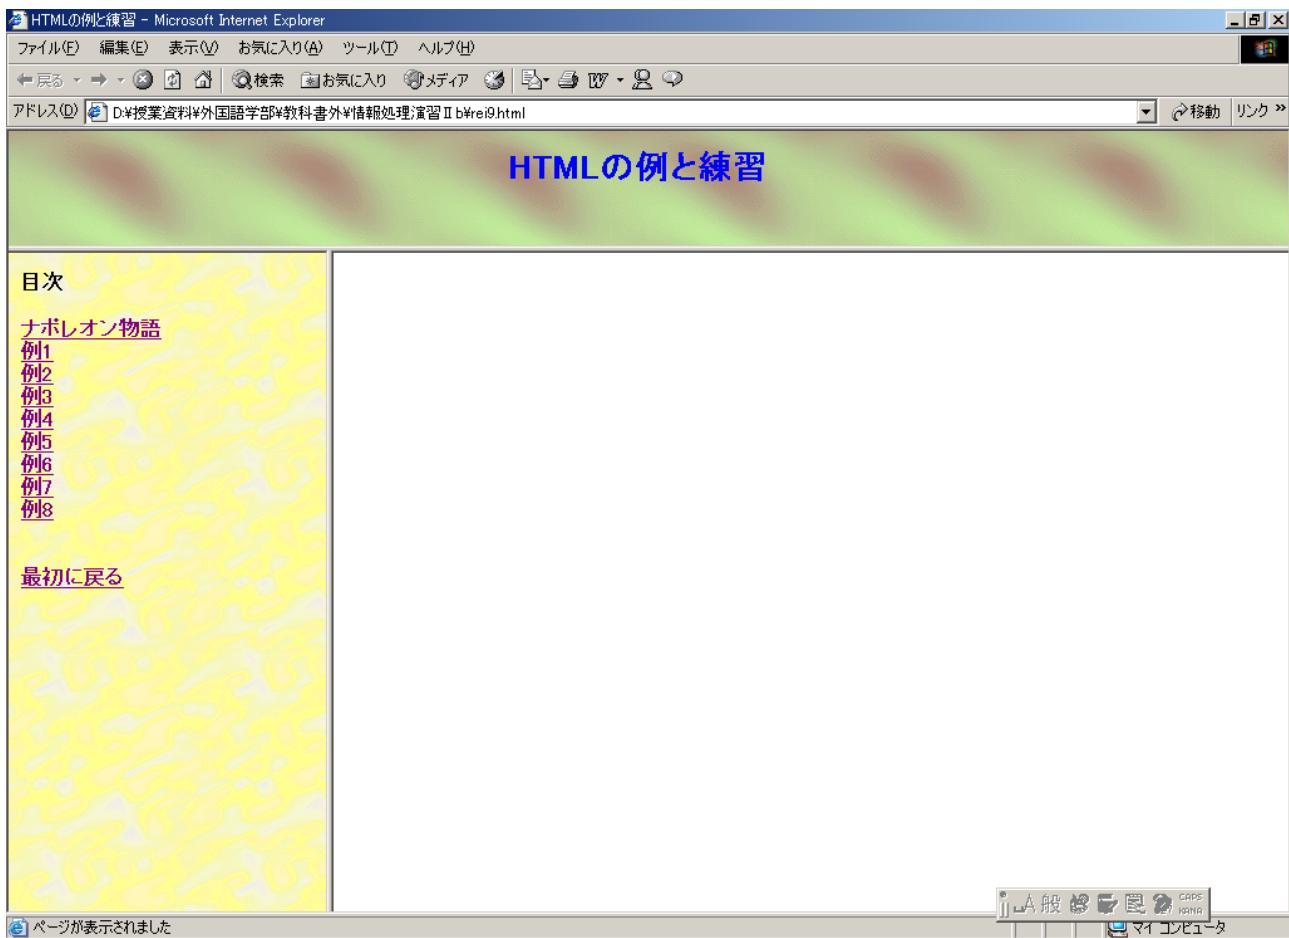 HTMLの例と練習 - Microsoft Internet Explorer
ファイル(F) 編集(E) 表示(V) お気に入り(A) ツール(T) ヘルプ(H)
戻る 検索 お気に入り メディア
アドレス(D) D:¥授業資料¥外国語学部¥教科書外¥情報処理演習Ⅱb¥rei9.html 移動 リンク »
HTMLの例と練習
目次
ナポレオン物語
例1
例2
例3
例4
例5
例6
例7
例8
最初に戻る
A 般 CAPS
KANA
ページが表示されました マイ コンピュータ